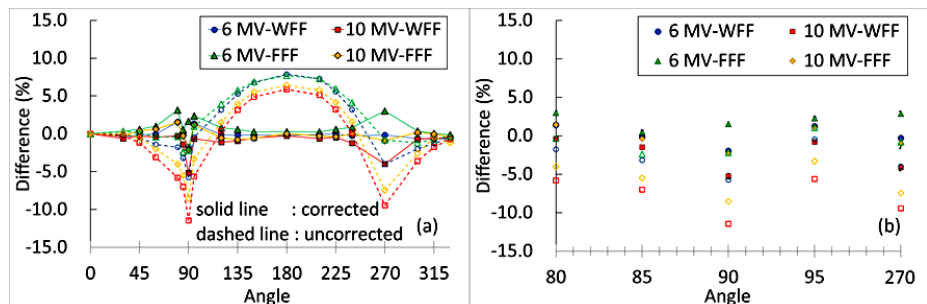 15.0
10.0
5.0
0.0
-5.0
-10.0
-15.0
Difference (%)
6 MV-WFF 10 MV-WFF
6 MV-FFF 10 MV-FFF
solid line : corrected
dashed line : uncorrected
(a)
0 45 90 135 180 225 270 315
Angle
15.0
10.0
5.0
0.0
-5.0
-10.0
-15.0
Difference (%)
6 MV-WFF 10 MV-WFF
6 MV-FFF 10 MV-FFF
(b)
80 85 90 95 270
Angle